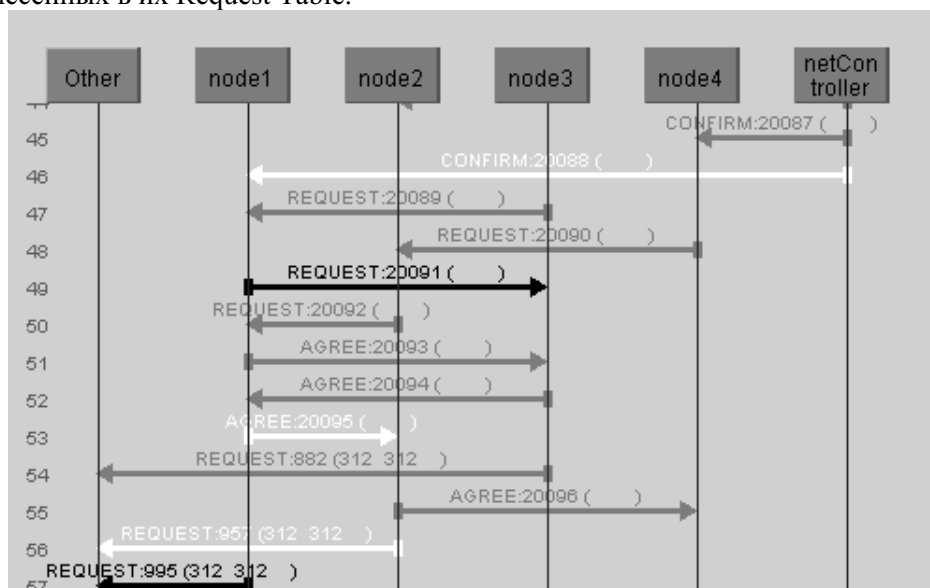 в их Request Table.
Other node1 node2 node3 node4 netCon
troller
45 CONFIRM:20087 ( )
46 CONFIRM:20088 ( )
47 REQUEST:20089 ( )
48 REQUEST:20090 ( )
49 REQUEST:20091 ( )
50 REQUEST:20092 ( )
51 AGREE:20093 ( )
52 AGREE:20094 ( )
53 AGREE:20095 ( )
54 REQUEST:882 (312 312 )
55 AGREE:20096 ( )
56 REQUEST:957 (312 312 )
57 REQUEST:995 (312 312 )